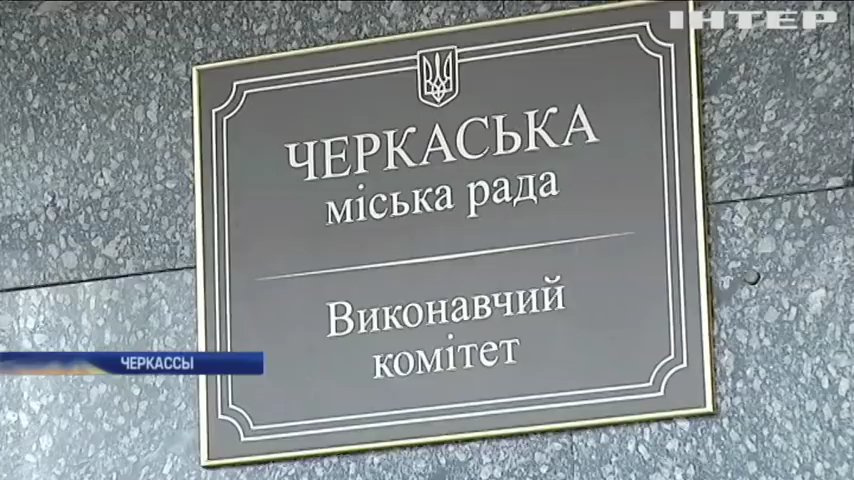 ІНТЕР
ЧЕРКАСЬКА
міська рада
Виконавчий
комітет
ЧЕРКАССЫ